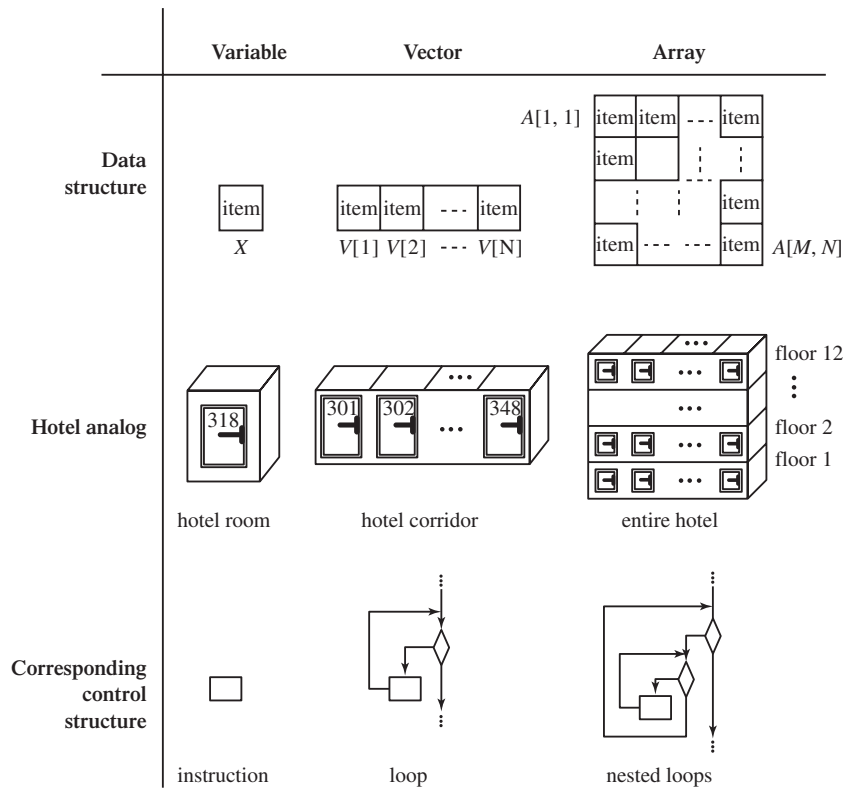 Variable Vector Array
Data
structure
A[1, 1] item item --- item
item
item item item --- item item
X V[1] V[2] --- V[N] item --- --- item A[M, N]
Hotel analog
318
301 302 ... 348
... floor 12
...
... floor 2
... floor 1
hotel room hotel corridor entire hotel
Corresponding
control
structure
instruction loop nested loops